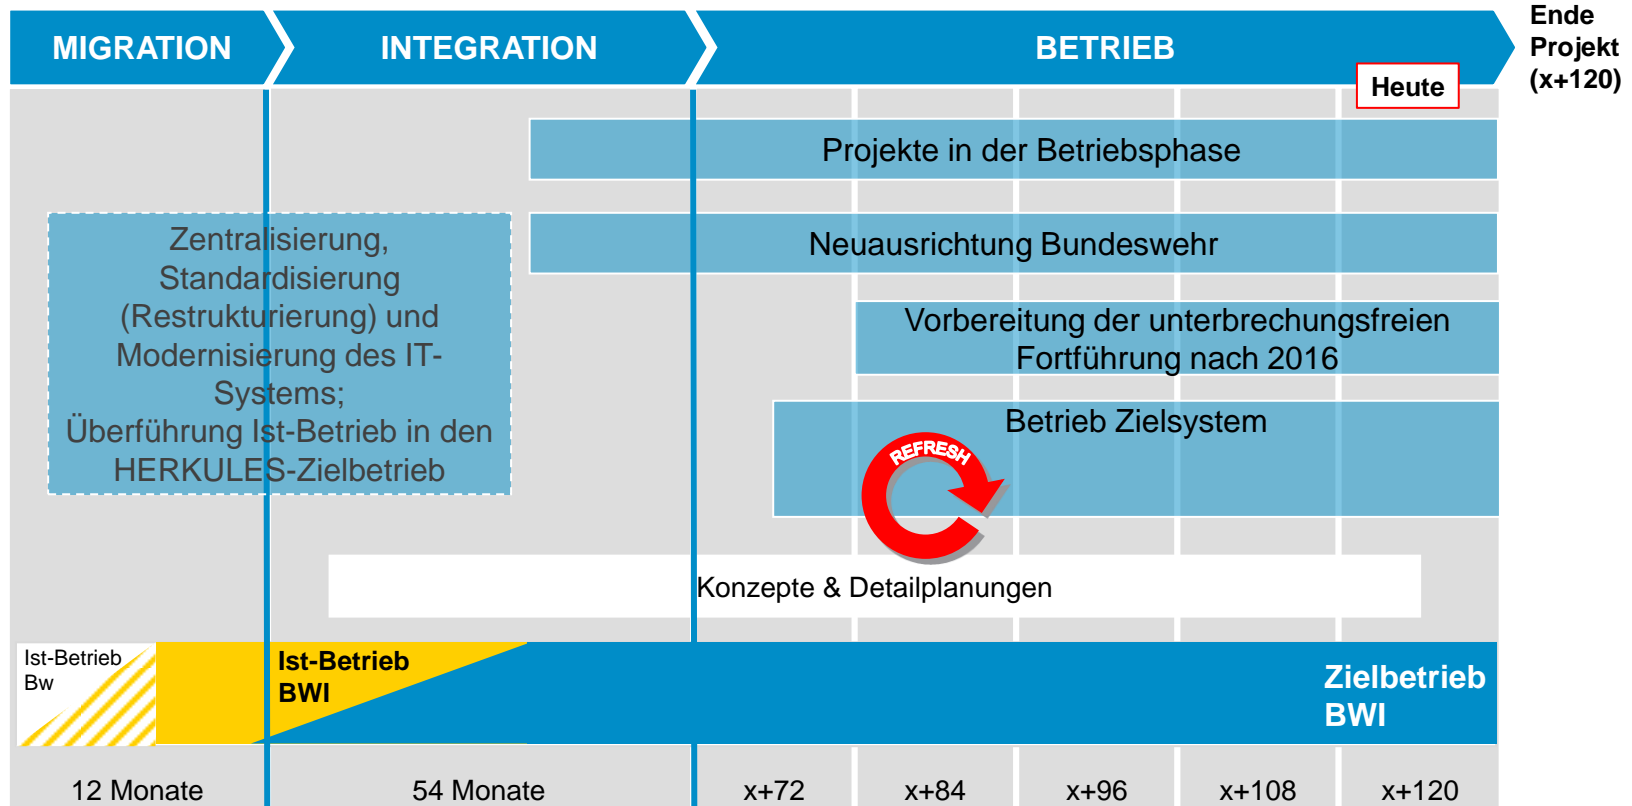 MIGRATION
INTEGRATION
BETRIEB
Ende
Projekt
(x+120)
Heute
Projekte in der Betriebsphase
Zentralisierung,
Standardisierung
(Restrukturierung) und
Modernisierung des IT-
Systems;
Überführung Ist-Betrieb in den
HERKULES-Zielbetrieb
Neuausrichtung Bundeswehr
Vorbereitung der unterbrechungsfreien
Fortführung nach 2016
Betrieb Zielsystem
REFRESH
Konzepte & Detailplanungen
Ist-Betrieb
Bw
Ist-Betrieb
BWI
Zielbetrieb
BWI
12 Monate
54 Monate
x+72
x+84
x+96
x+108
x+120